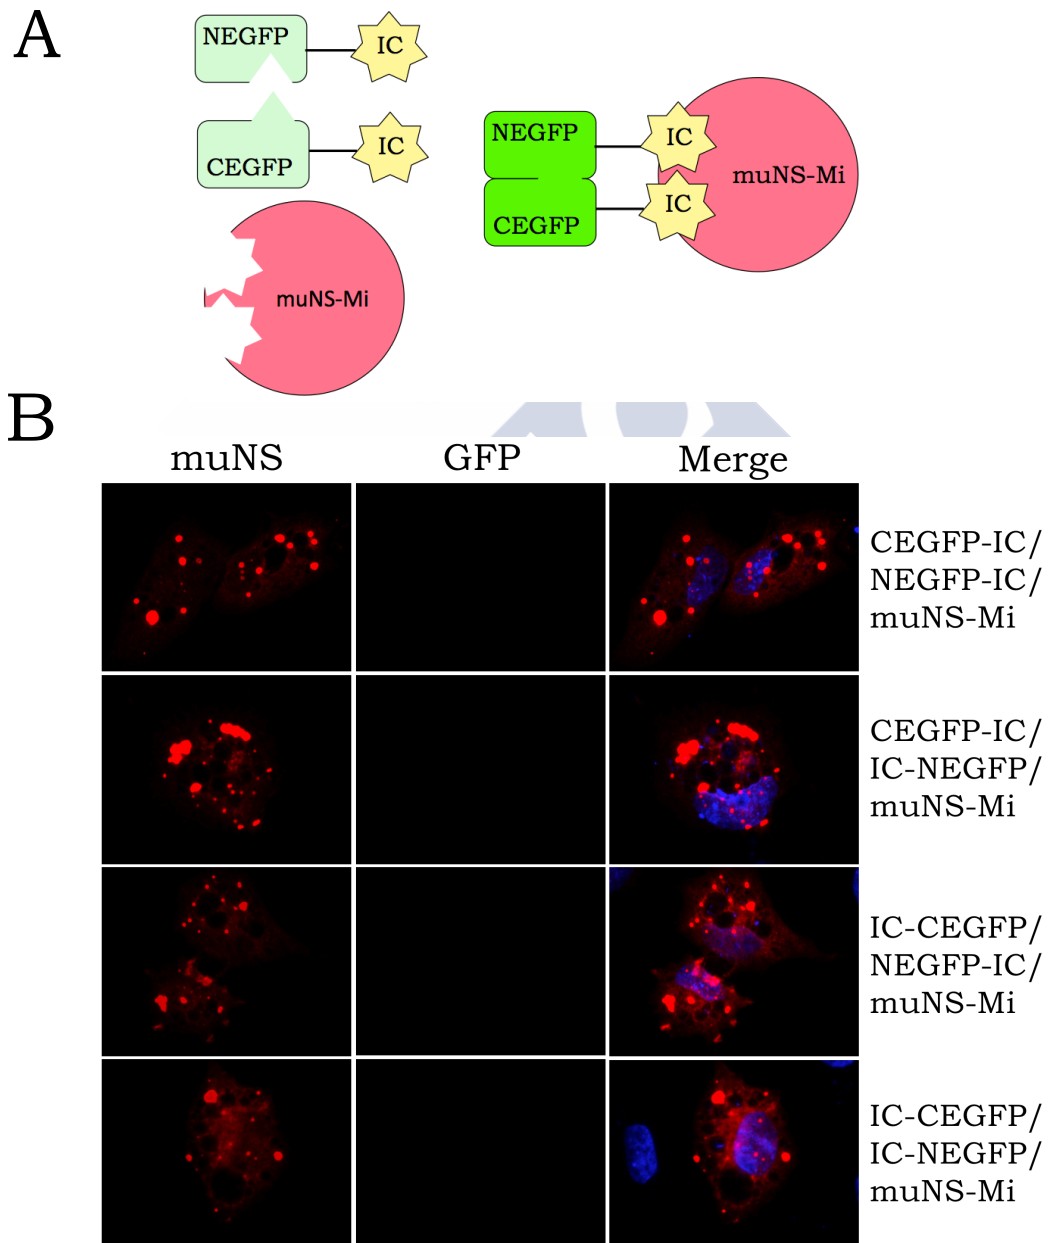 A
NEGFP
IC
CEGFP
IC
muNS-Mi
NEGFP
IC
CEGFP
IC
muNS-Mi
B
muNS GFP Merge
CEGFP-IC/
NEGFP-IC/
muNS-Mi
CEGFP-IC/
IC-NEGFP/
muNS-Mi
IC-CEGFP/
NEGFP-IC/
muNS-Mi
IC-CEGFP/
IC-NEGFP/
muNS-Mi